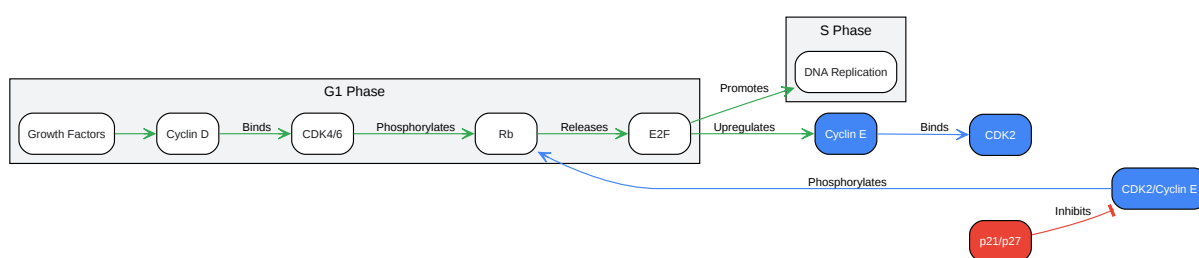 S Phase
DNA Replication
Promotes
G1 Phase
Growth Factors
Cyclin D
Binds
CDK4/6
Phosphorylates
Rb
Releases
E2F
Upregulates
Cyclin E
Binds
CDK2
Phosphorylates
CDK2/Cyclin E
Inhibits
p21/p27